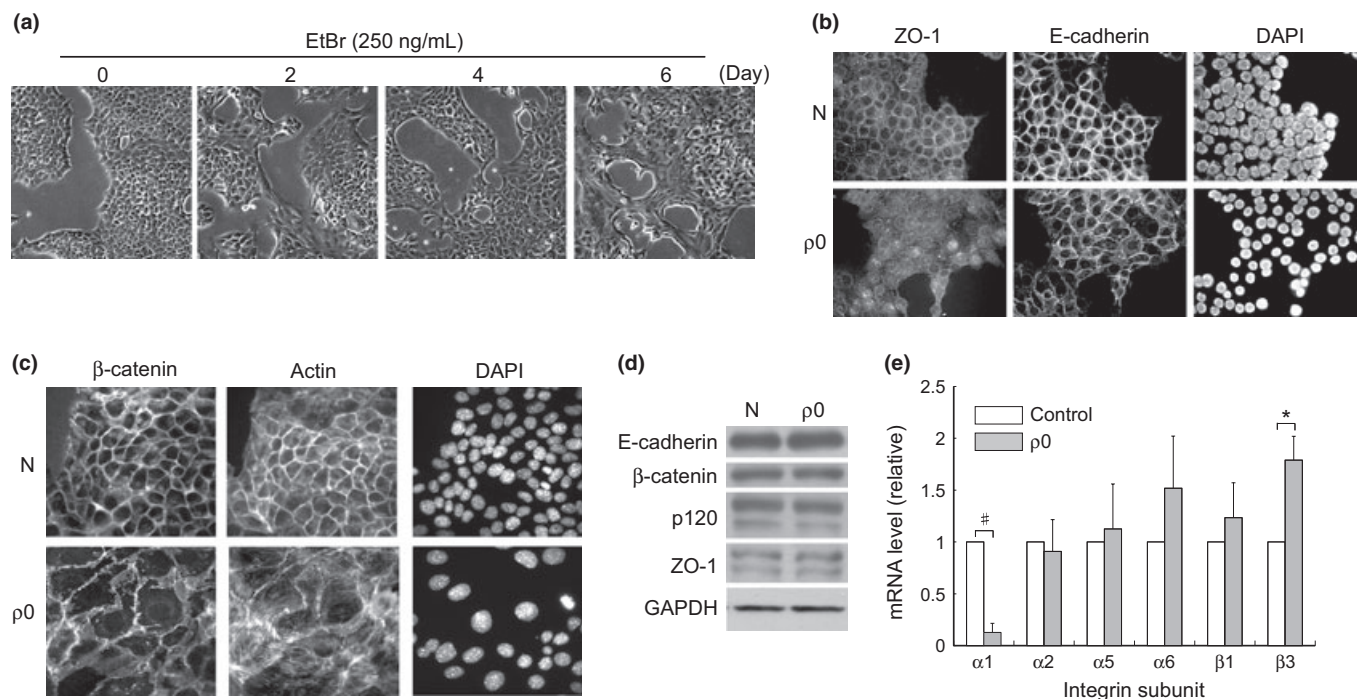 (a)
EtBr (250 ng/mL)
0 2 4 6 (Day)
(b)
ZO-1 E-cadherin DAPI
N
ρ0
(c)
β-catenin Actin DAPI
N
ρ0
(d)
N ρ0
E-cadherin
β-catenin
p120
ZO-1
GAPDH
(e)
mRNA level (relative)
2.5
2
1.5
1
0.5
0
Control
ρ0
#
*
α1 α2 α5 α6 β1 β3
Integrin subunit